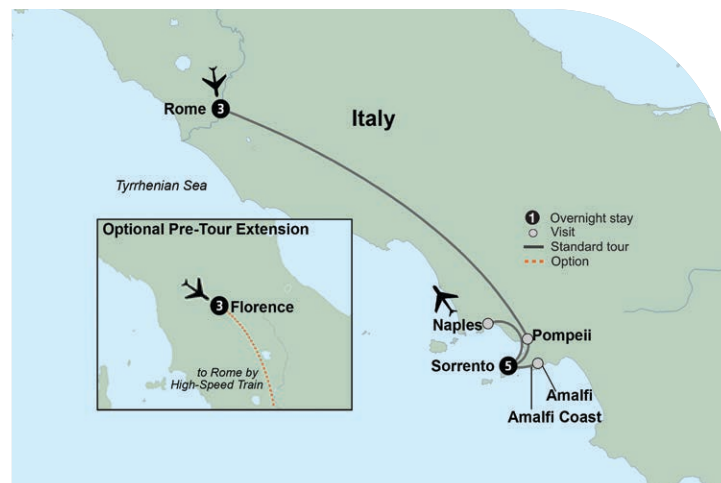 Rome 3
Italy
Tyrrhenian Sea
Optional Pre-Tour Extension
3 Florence
to Rome by
High-Speed Train
1 Overnight stay
Visit
Standard tour
Option
Naples
Pompeii
Sorrento 5
Amalfi
Amalfi Coast